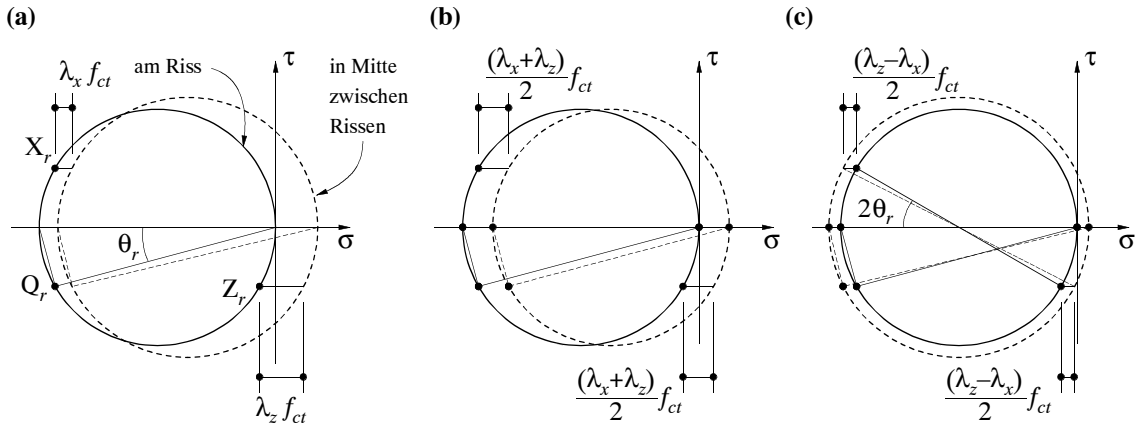 (a)
λx fct
am Riss
τ
in Mitte
zwischen
Rissen
Xr
θr
σ
Qr
Zr
λz fct
(b)
(λx+λz)
2
fct
τ
σ
(λx+λz)
2
fct
(c)
(λz−λx)
2
fct
τ
2θr
σ
(λz−λx)
2
fct